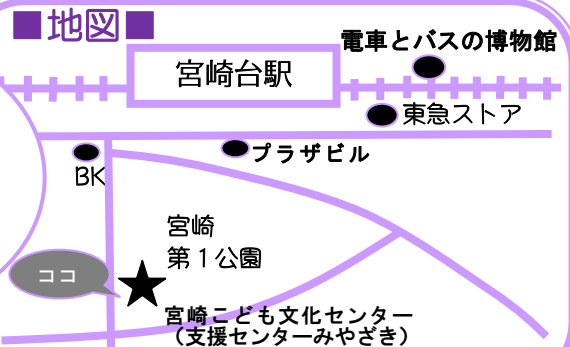 ■地図■
電車とバスの博物館
宮崎台駅
東急ストア
プラザビル
BK
宮崎
第１公園
ココ
宮崎こども文化センター
（支援センターみやざき）